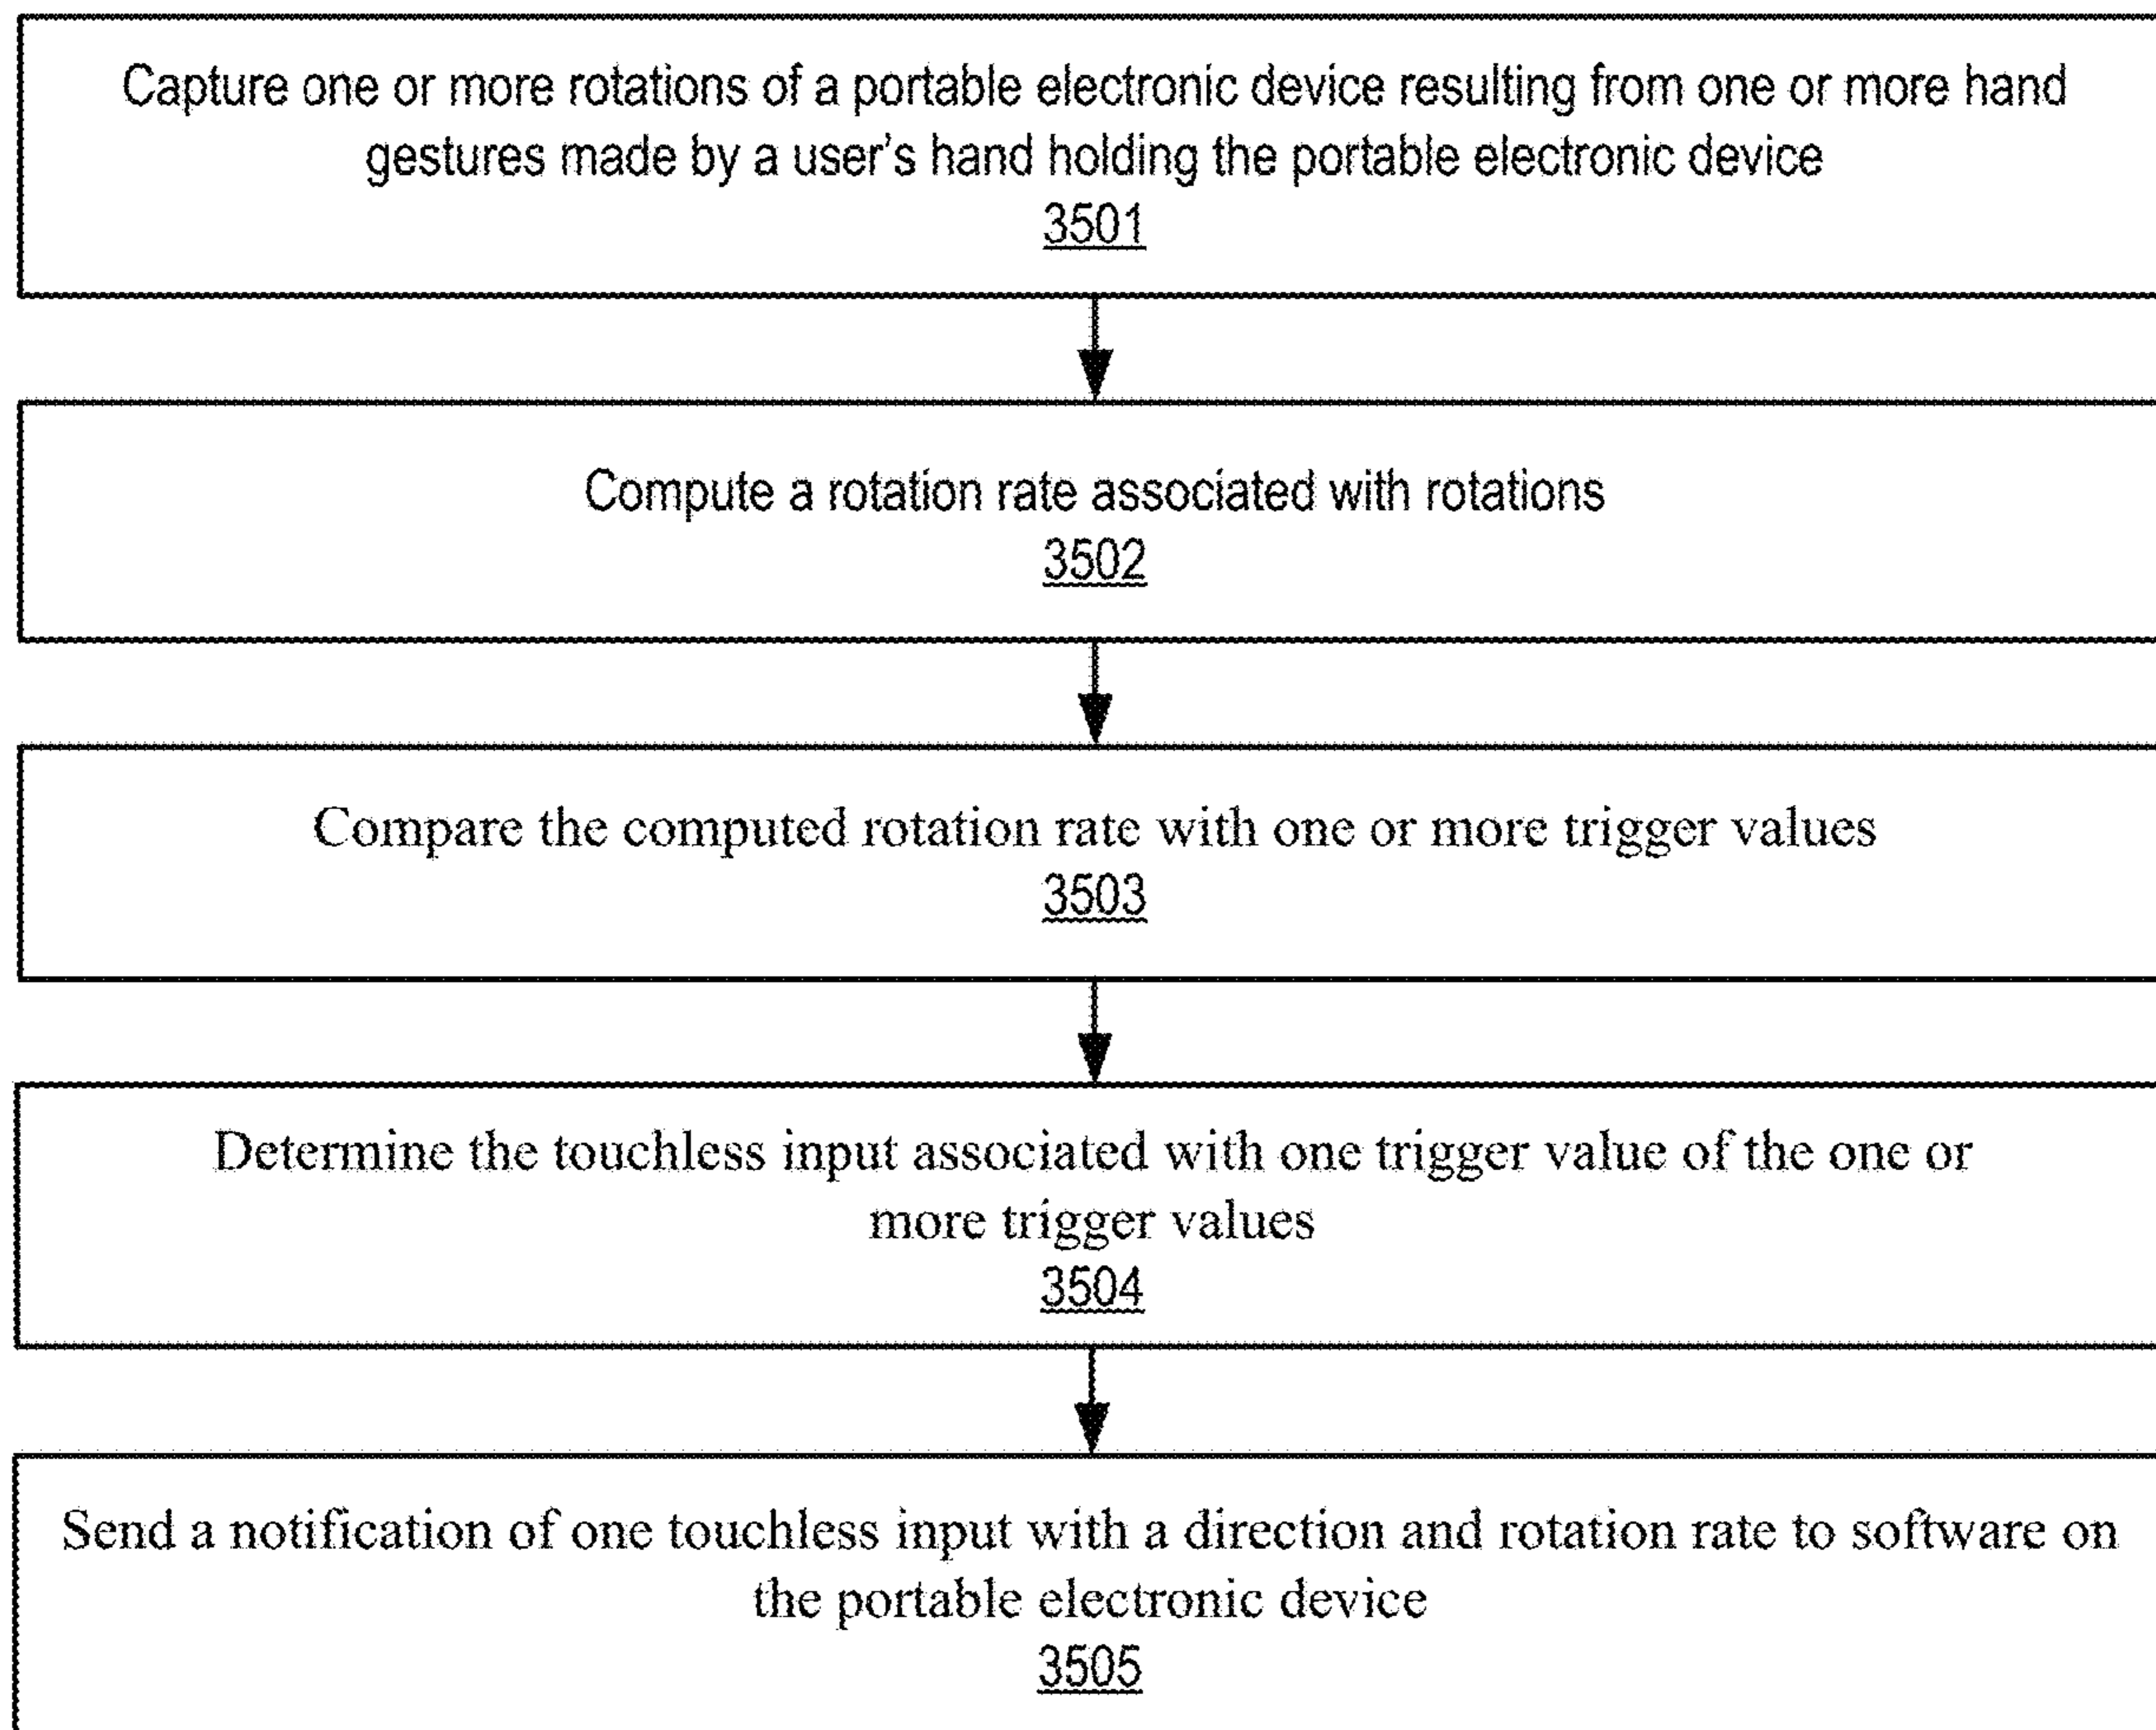 Capture one or more rotations of a portable electronic device resulting from one or more hand
gestures made by a user's hand holding the portable electronic device
3501
Compute a rotation rate associated with rotations
3502
Compare the computed rotation rate with one or more trigger values
3503
Determine the touchless input associated with one trigger value of the one or
more trigger values
3504
Send a notification of one touchless input with a direction and rotation rate to software on
the portable electronic device
3505